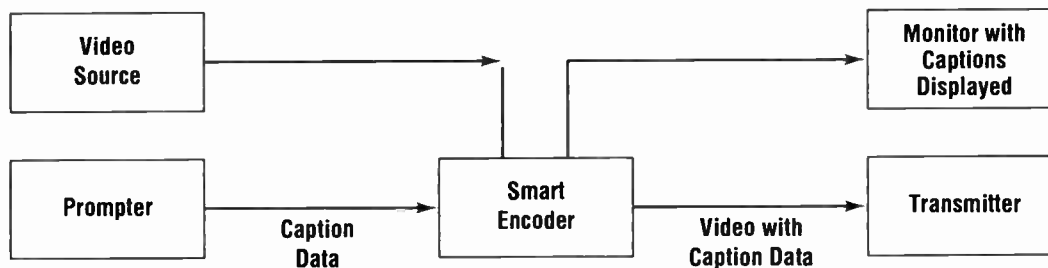 Video
Source
Monitor with
Captions
Displayed
Prompter
Caption
Data
Smart
Encoder
Video with
Caption Data
Transmitter